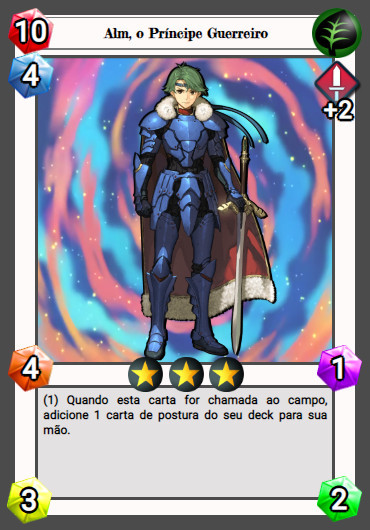 10
Alm, o Príncipe Guerreiro
4
+2
4
1
(1) Quando esta carta for chamada ao campo,
adicione 1 carta de postura do seu deck para sua
mão.
3
2